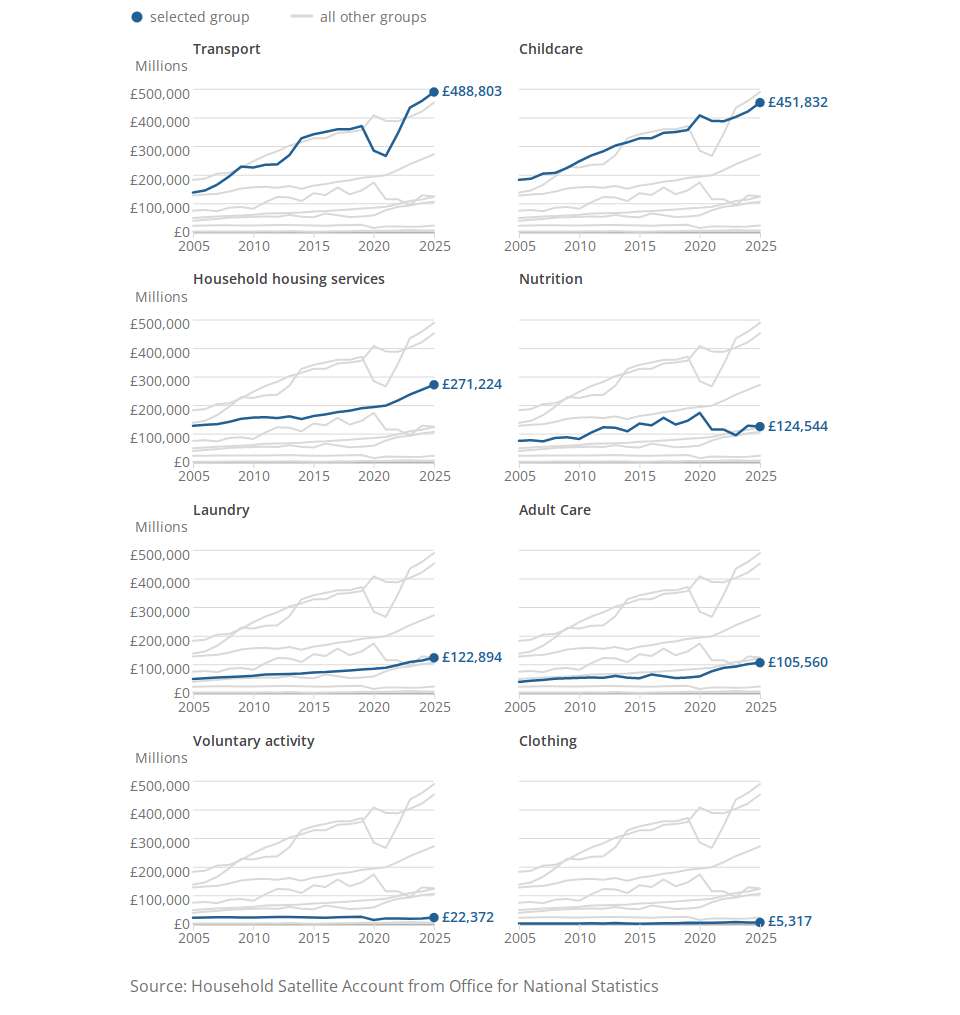 selected group all other groups
Transport Childcare
Millions
£500,000 £488,803 £451,832
£400,000
£300,000
£200,000
£100,000
£0
2005 2010 2015 2020 2025 2005 2010 2015 2020 2025
Household housing services Nutrition
Millions
£500,000
£400,000
£300,000 £271,224
£200,000
£100,000 £124,544
£0
2005 2010 2015 2020 2025 2005 2010 2015 2020 2025
Laundry Adult Care
Millions
£500,000
£400,000
£300,000
£200,000
£100,000 £122,894 £105,560
£0
2005 2010 2015 2020 2025 2005 2010 2015 2020 2025
Voluntary activity Clothing
Millions
£500,000
£400,000
£300,000
£200,000
£100,000
£0 £22,372 £5,317
2005 2010 2015 2020 2025 2005 2010 2015 2020 2025
Source: Household Satellite Account from Office for National Statistics